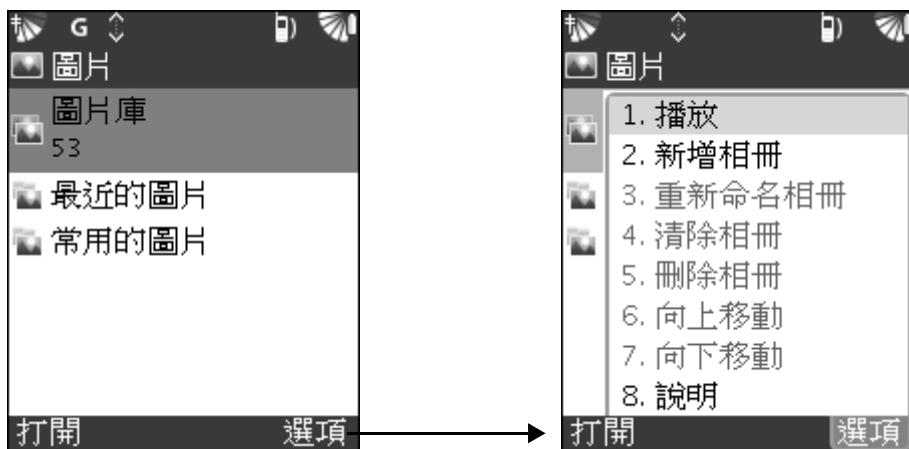 G
圖片
圖片庫
53
最近的圖片
常用的圖片
打開 選項
圖片
1. 播放
2. 新增相冊
3. 重新命名相冊
4. 清除相冊
5. 刪除相冊
6. 向上移動
7. 向下移動
8. 說明
打開 選項